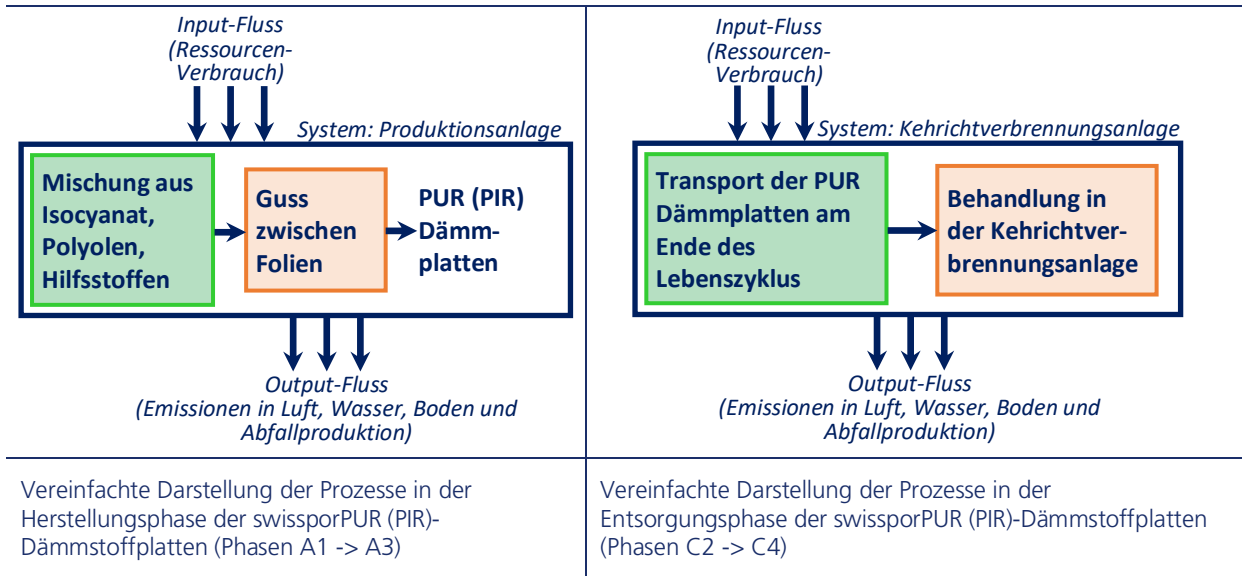 Input-Fluss
(Ressourcen-
Verbrauch)
System: Produktionsanlage
Mischung aus
Isocyanat,
Polyolen,
Hilfsstoffen
Guss
zwischen
Folien
PUR (PIR)
Dämm-
platten
Output-Fluss
(Emissionen in Luft, Wasser, Boden und
Abfallproduktion)
Vereinfachte Darstellung der Prozesse in der
Herstellungsphase der swissporPUR (PIR)-
Dämmstoffplatten (Phasen A1 -> A3)
Input-Fluss
(Ressourcen-
Verbrauch)
System: Kehrichtverbrennungsanlage
Transport der PUR
Dämmplatten am
Ende des
Lebenszyklus
Behandlung in
der Kehrichtver-
brennungsanlage
Output-Fluss
(Emissionen in Luft, Wasser, Boden und
Abfallproduktion)
Vereinfachte Darstellung der Prozesse in der
Entsorgungsphase der swissporPUR (PIR)-Dämmstoffplatten
(Phasen C2 -> C4)